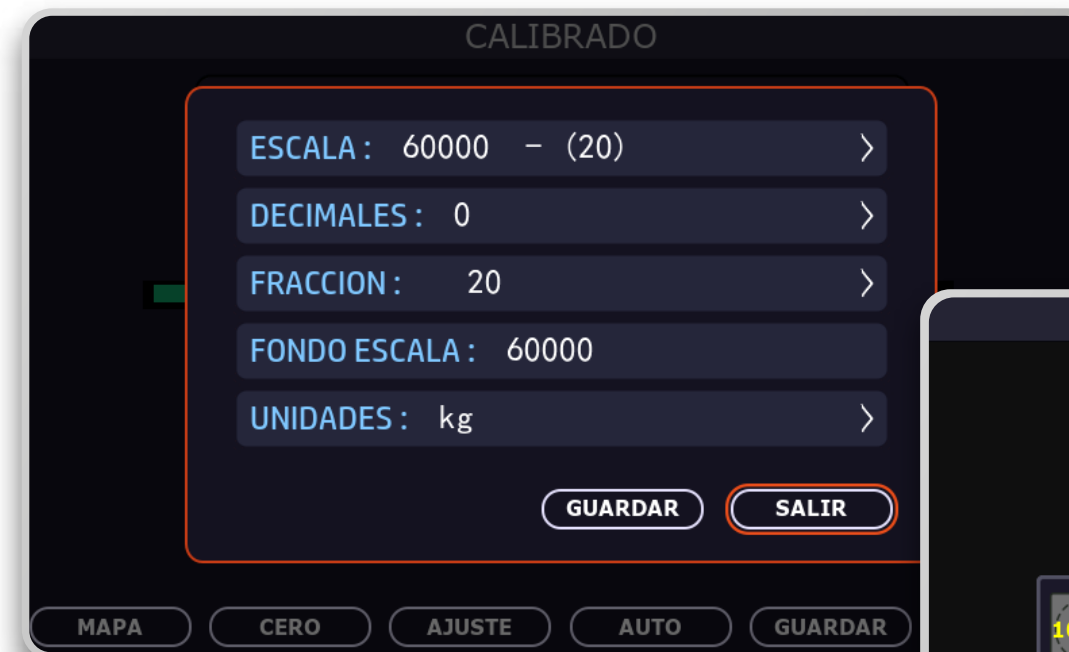 CALIBRADO
ESCALA: 60000 - (20)
DECIMALES: 0
FRACCION: 20
FONDO ESCALA: 60000
UNIDADES: kg
GUARDAR SALIR
MAPA CERO AJUSTE AUTO GUARDAR